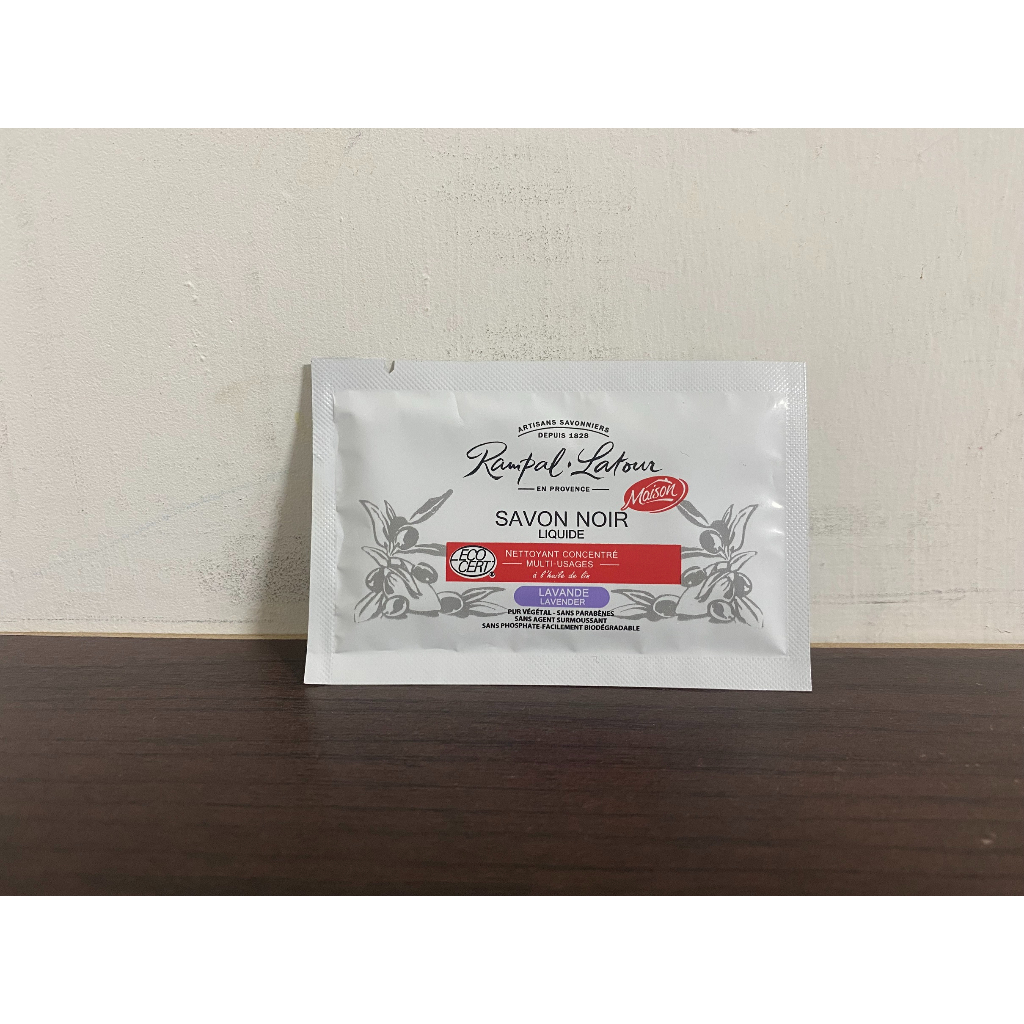 ARTISANS SAVONNIERS
DEPUIS 1828
Rampal·Latour
EN PROVENCE
Maison
SAVON NOIR
LIQUIDE
ECO
CERT
NETTOYANT CONCENTRÉ
MULTI-USAGES
à l'huile de lin
LAVANDE
LAVENDER
PUR VÉGÉTAL - SANS PARABÈNES
SANS AGENT SURMOUSSANT
SANS PHOSPHATE-FACILEMENT BIODÉGRADABLE